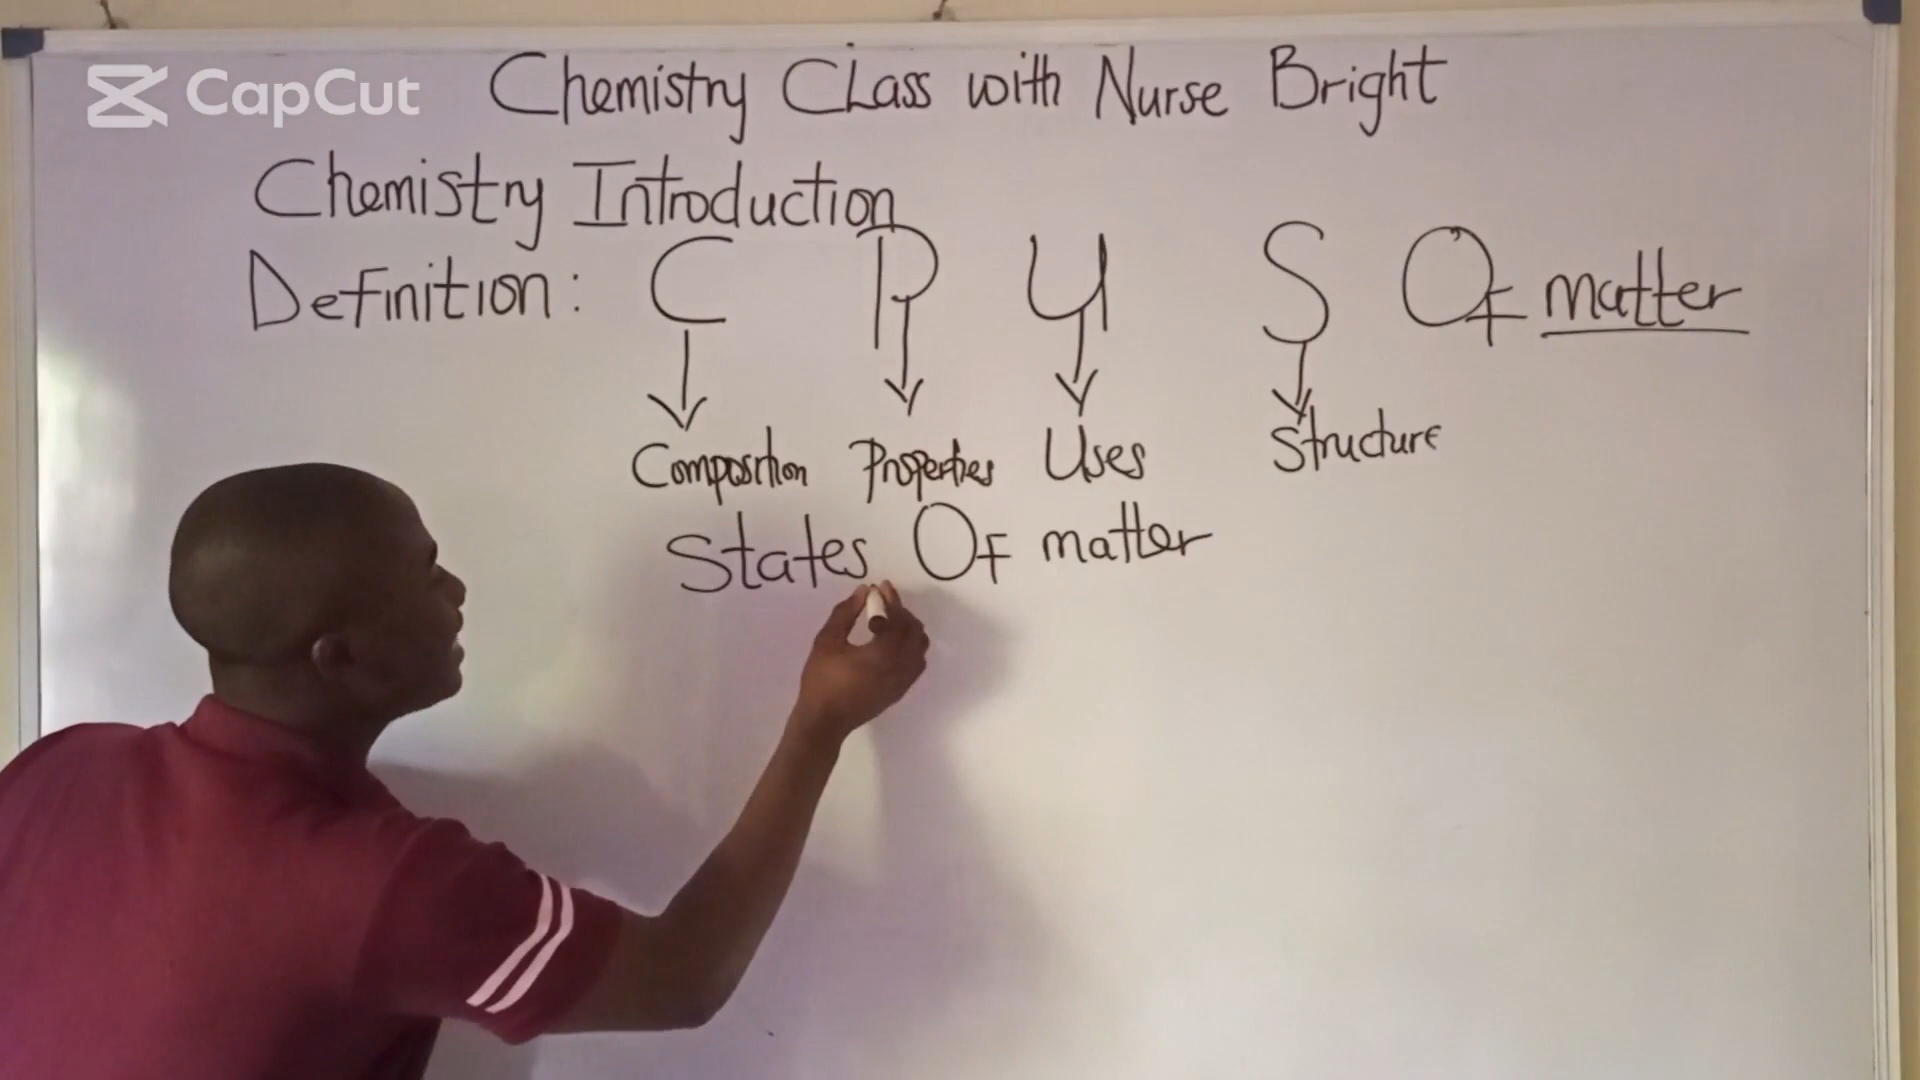 CapCut
Chemistry Class with Nurse Bright
Chemistry Introduction
Definition: C P U S Of matter
Composition Properties Uses Structure
States Of matter